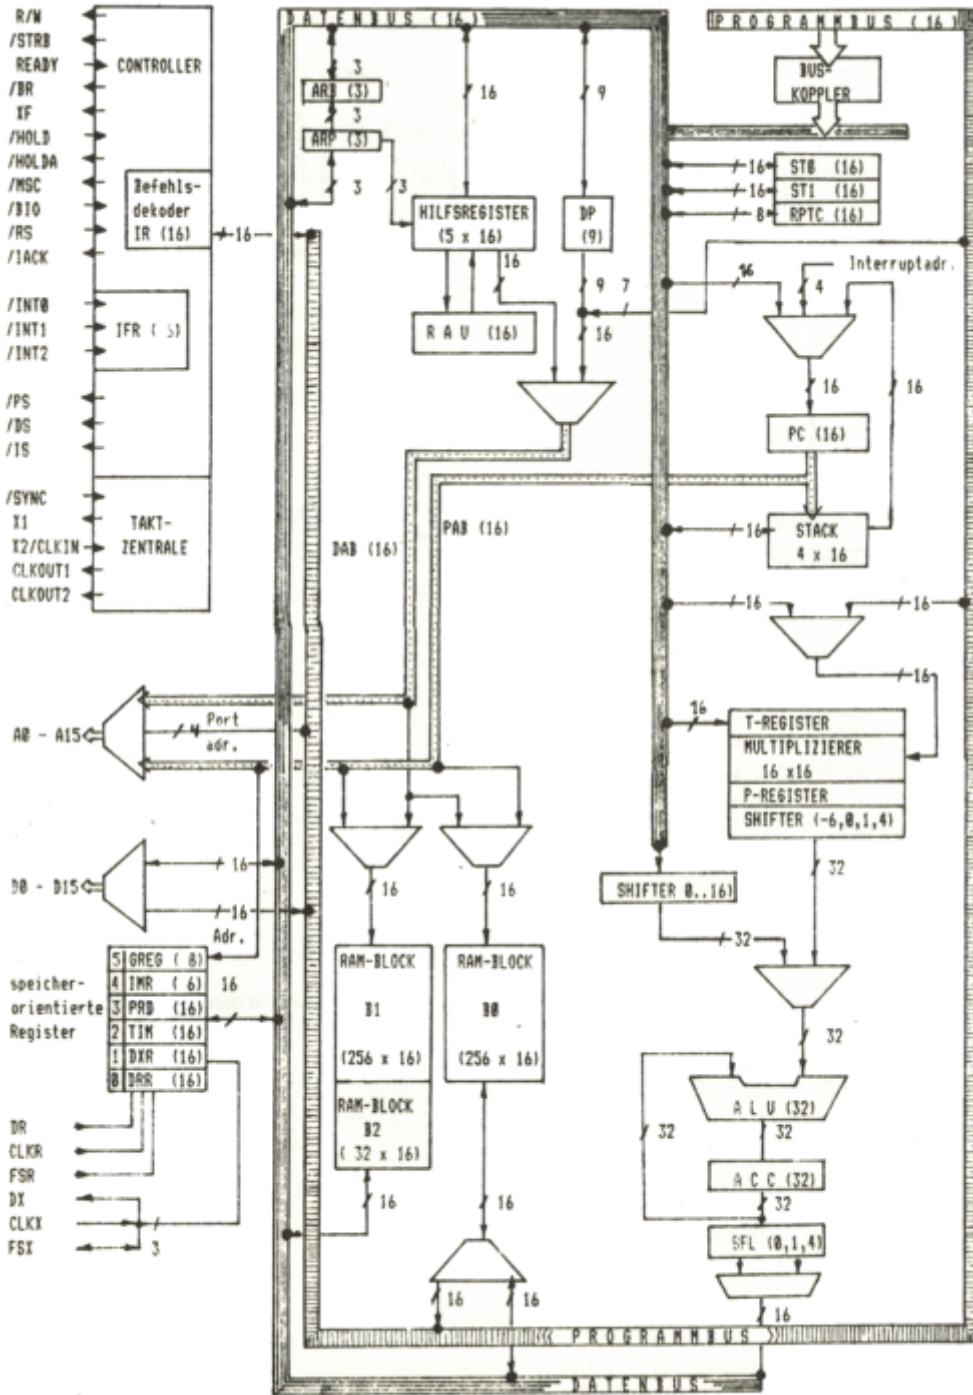 R/W
/STRB
READY
/BR
XF
/HOLD
/HOLDA
/MSC
/BIO
/RS
/IACK
/INT0
/INT1
/INT2
/PS
/DS
/IS
/SYNC
X1
X2/CLKIN
CLKOUT1
CLKOUT2
CONTROLLER
Befehls-
dekoder
IR (16)
16
IFR ( 5)
TAKT-
ZENTRALE
DATENBUS (16)
3
ARB (3)
3
ARP (3)
3
3
16
9
HILFSREGISTER
(5 x 16)
16
RAU (16)
DP
(9)
9
7
16
PROGRAMMBUS (16)
BUS-
KOPPLER
16
ST0 (16)
16
ST1 (16)
8
RPTC (16)
Interruptadr.
16
4
16
16
PC (16)
16
STACK
4 x 16
DAB (16)
PAB (16)
16
16
16
A0 - A15
4
Port
adr.
16
T-REGISTER
MULTIPLIZIERER
16 x16
P-REGISTER
SHIFTER (-6,0,1,4)
32
D0 - D15
16
16
Adr.
16
16
SHIFTER 0..16)
32
speicher-
orientierte
Register
5 GREG ( 8)
4 IMR ( 6)
3 PRD (16)
2 TIM (16)
1 DXR (16)
0 DRR (16)
16
RAM-BLOCK
B1
(256 x 16)
RAM-BLOCK
B2
( 32 x 16)
16
RAM-BLOCK
B0
(256 x 16)
16
32
ALU (32)
32
32
ACC (32)
32
SFL (0,1,4)
16
DR
CLKR
FSR
DX
CLKX
FSX
3
16
16
PROGRAMMBUS
DATENBUS